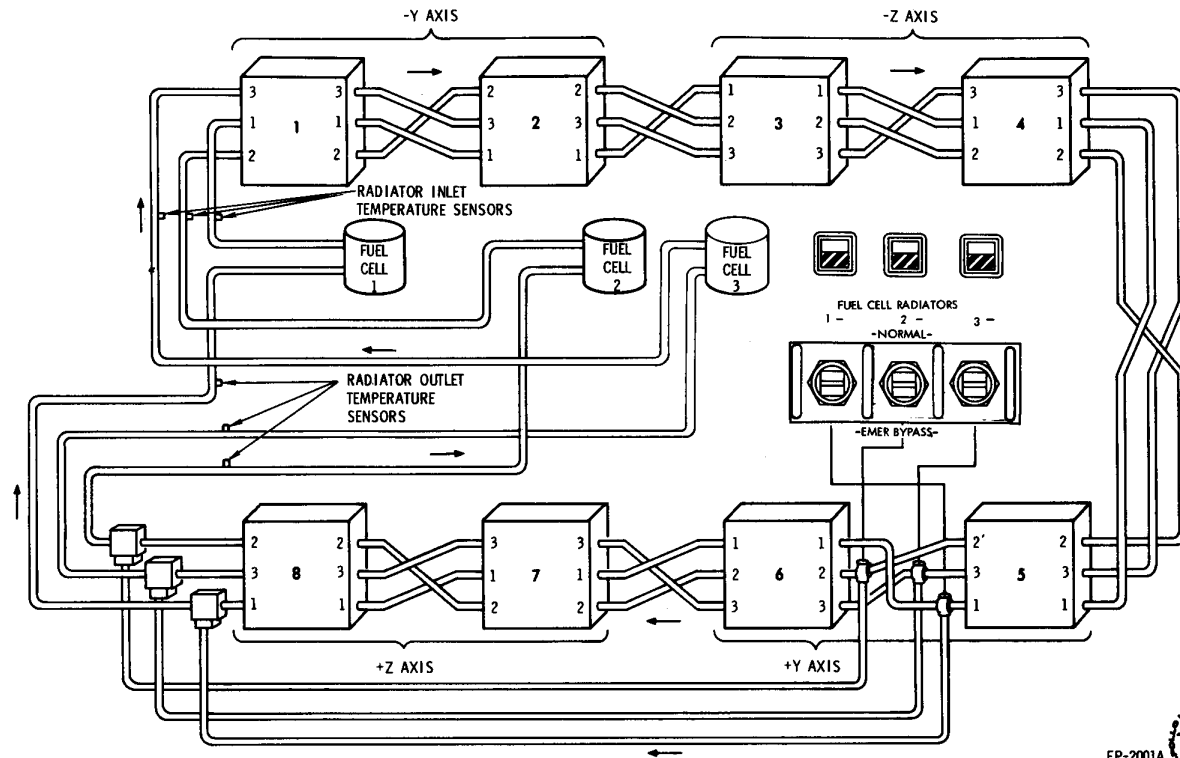 -Y AXIS
-Z AXIS
3 3 2 2 1 1 3 3
1 1 3 3 2 2 1 1
2 2 1 1 3 3 2 2
1 2 3 4
RADIATOR INLET
TEMPERATURE SENSORS
FUEL
CELL
1
FUEL
CELL
2
FUEL
CELL
3
FUEL CELL RADIATORS
1 - 2 - 3 -
-NORMAL-
-EMER BYPASS-
RADIATOR OUTLET
TEMPERATURE
SENSORS
2 2 3 3 1 1 2' 2
3 3 1 1 2 2 3 3
1 1 2 2 3 3 1 1
8 7 6 5
+Z AXIS
+Y AXIS
EP-2001A